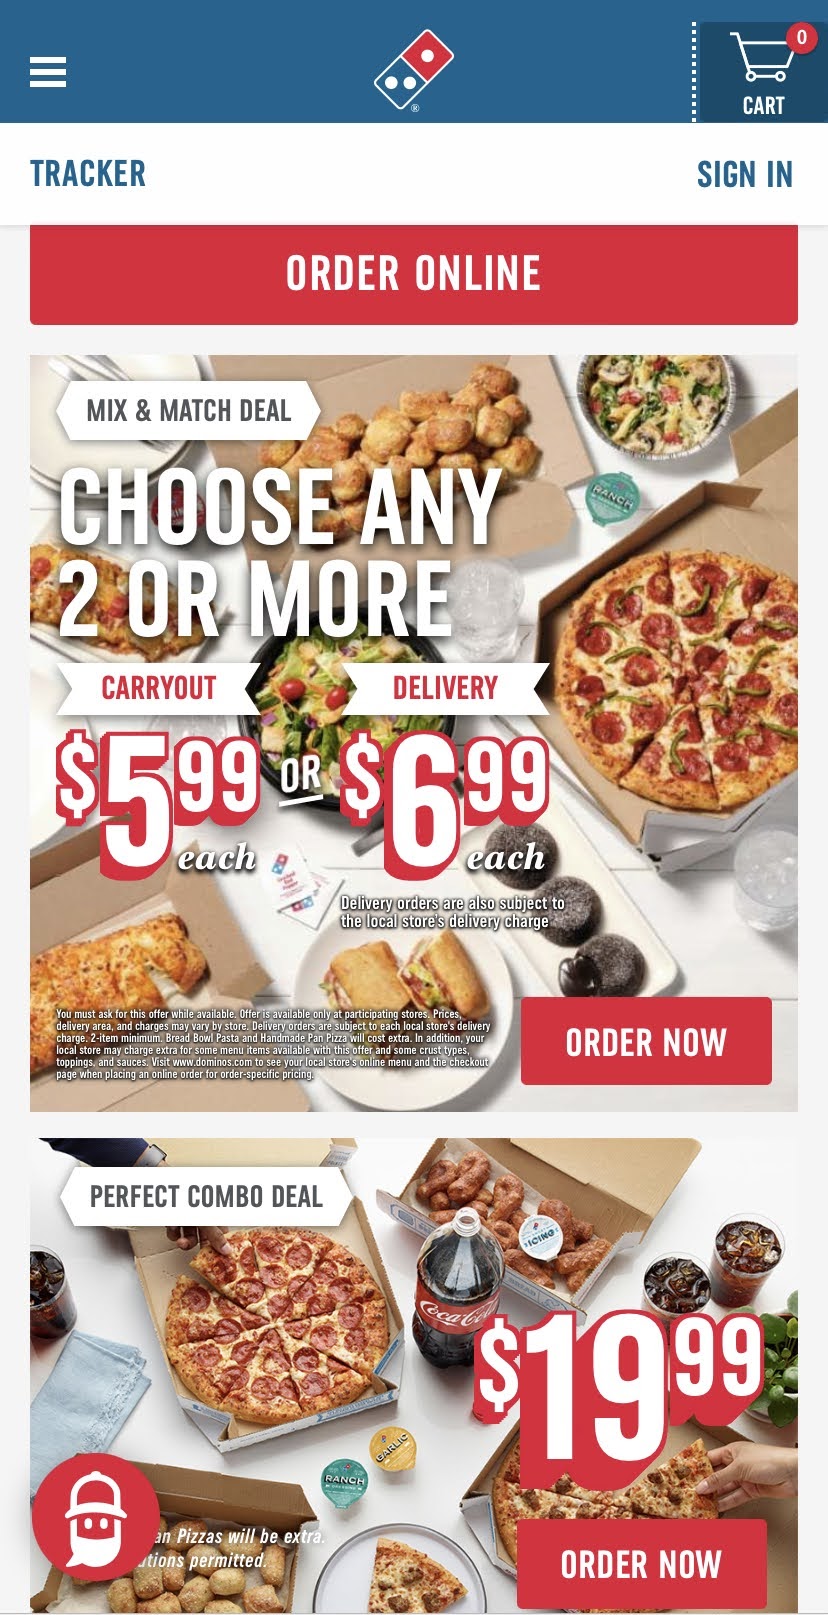 0
CART
TRACKER
SIGN IN
ORDER ONLINE
MIX & MATCH DEAL
RANCH
CHOOSE ANY
2 OR MORE
CARRYOUT
DELIVERY
$5.99
OR
$6.99
each
each
Delivery orders are also subject to
the local store's delivery charge
You must ask for this offer while available. Offer is available only at participating stores. Prices,
delivery area, and charges may vary by store. Delivery orders are subject to each local store's delivery
charge. 2-item minimum. Bread Bowl Pasta and Handmade Pan Pizza will cost extra. In addition, your
local store may charge extra for some menu items available with this offer and some crust types,
toppings, and sauces. Visit www.dominos.com to see your local store's online menu and the checkout
page when placing an online order for order-specific pricing.
ORDER NOW
PERFECT COMBO DEAL
ICING
Coca-Cola
$19.99
GARLIC
RANCH
an Pizzas will be extra.
ations permitted.
ORDER NOW